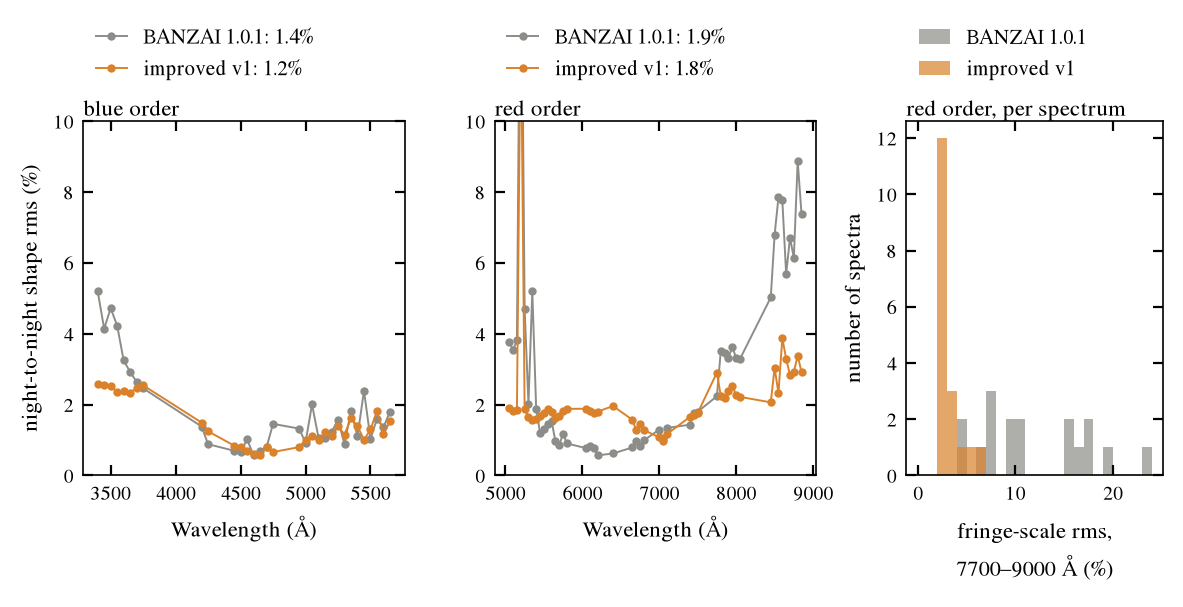 BANZAI 1.0.1: 1.4%
improved v1: 1.2%
BANZAI 1.0.1: 1.9%
improved v1: 1.8%
BANZAI 1.0.1
improved v1
blue order
red order
red order, per spectrum
night-to-night shape rms (%)
0
2
4
6
8
10
3500 4000 4500 5000 5500
Wavelength (Å)
0
2
4
6
8
10
5000 6000 7000 8000 9000
Wavelength (Å)
number of spectra
0
2
4
6
8
10
12
0 10 20
fringe-scale rms,
7700–9000 Å (%)